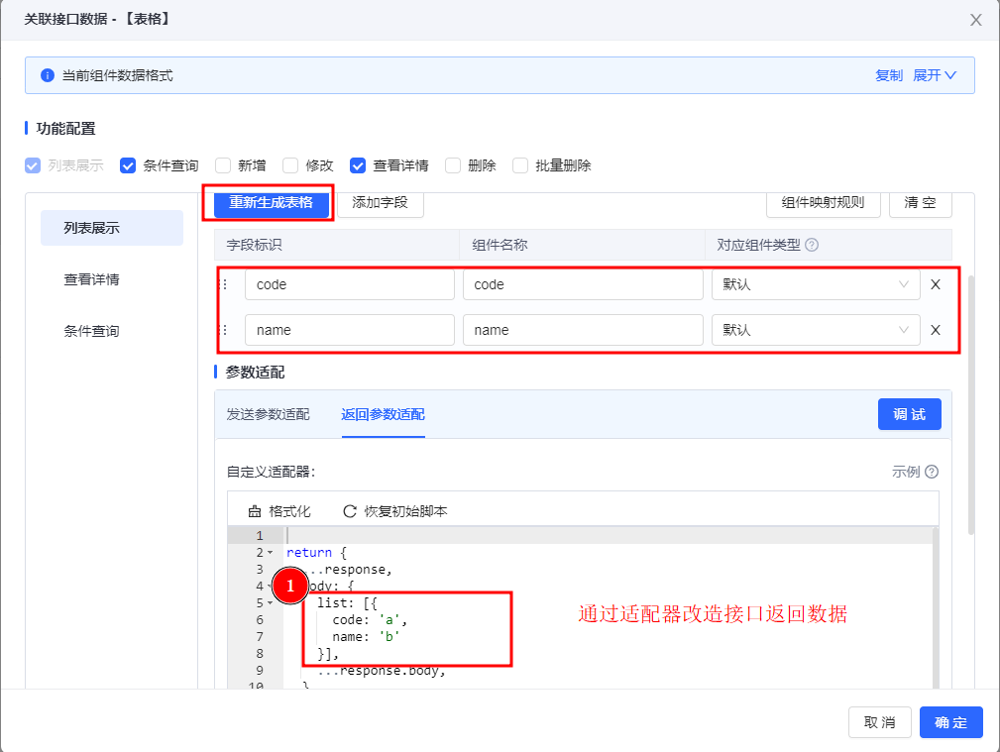 关联接口数据 - 【表格】 X
当前组件数据格式 复制 展开
功能配置
列表展示 条件查询 新增 修改 查看详情 删除 批量删除
列表展示
查看详情
条件查询
重新生成表格 添加字段 组件映射规则 清 空
字段标识 组件名称 对应组件类型 ?
code code 默认 X
name name 默认 X
参数适配
发送参数适配 返回参数适配 调 试
自定义适配器: 示例 ?
格式化 恢复初始脚本
1
2 return {
3 ...response,
4 ody: {
5 list: [{
6 code: 'a',
7 name: 'b'
8 }],
9 ...response.body,
10 }
1
通过适配器改造接口返回数据
取 消 确 定